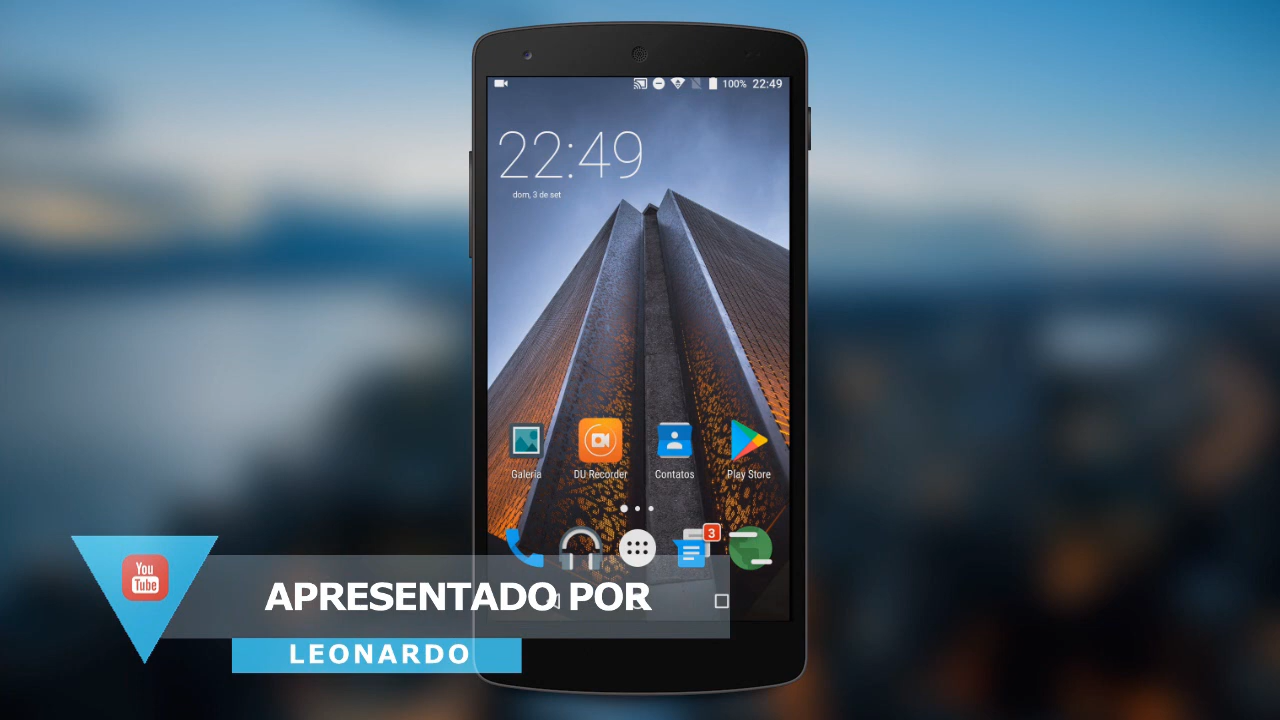 100% 22:49
22:49
dom, 3 de set
Galeria
DU Recorder
Contatos
Play Store
3
You
Tube
APRESENTADO POR
LEONARDO